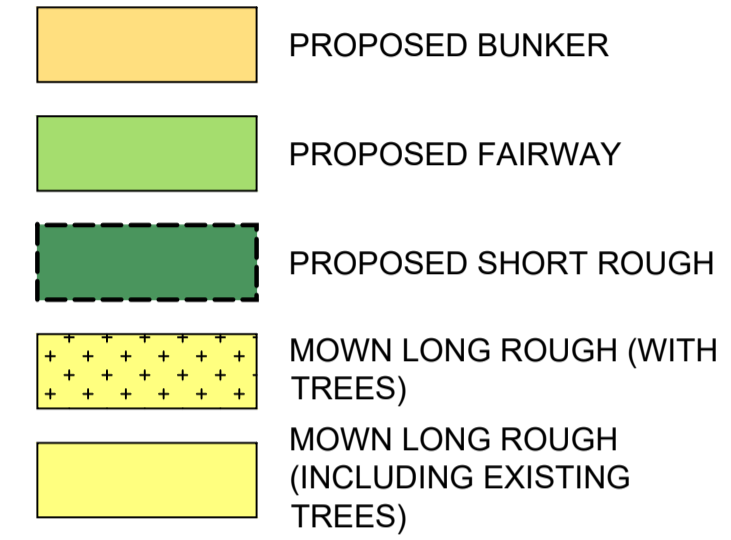 PROPOSED BUNKER
PROPOSED FAIRWAY
PROPOSED SHORT ROUGH
MOWN LONG ROUGH (WITH
TREES)
MOWN LONG ROUGH
(INCLUDING EXISTING
TREES)